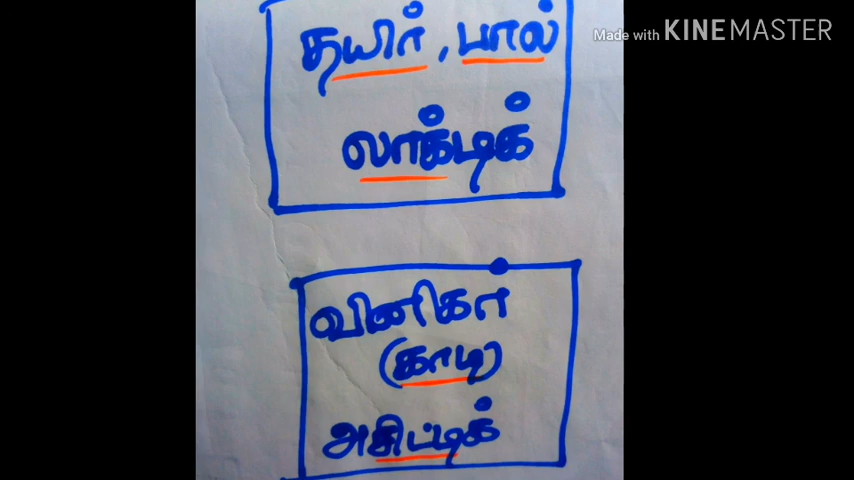 Made with KINEMASTER
தயிர், பால்
லாக்டிக்
வினிகர்
(காடி)
அசிட்டிக்